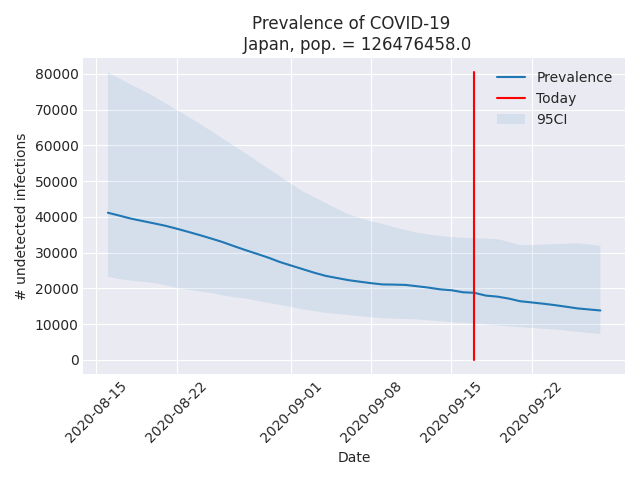 Prevalence of COVID-19
Japan, pop. = 126476458.0
80000
70000
60000
50000
40000
30000
20000
10000
0
# undetected infections
Prevalence
Today
95CI
2020-08-15
2020-08-22
2020-09-01
2020-09-08
2020-09-15
2020-09-22
Date